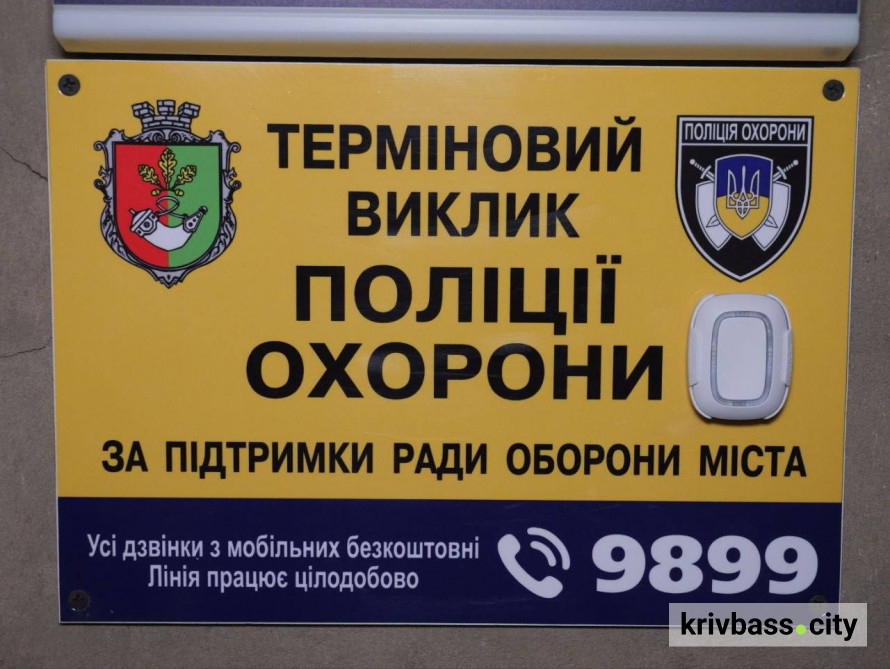 ТЕРМІНОВИЙ
ВИКЛИК
ПОЛІЦІЇ
ОХОРОНИ
ПОЛІЦІЯ ОХОРОНИ
ЗА ПІДТРИМКИ РАДИ ОБОРОНИ МІСТА
Усі дзвінки з мобільних безкоштовні
Лінія працює цілодобово
9899
krivbass.city